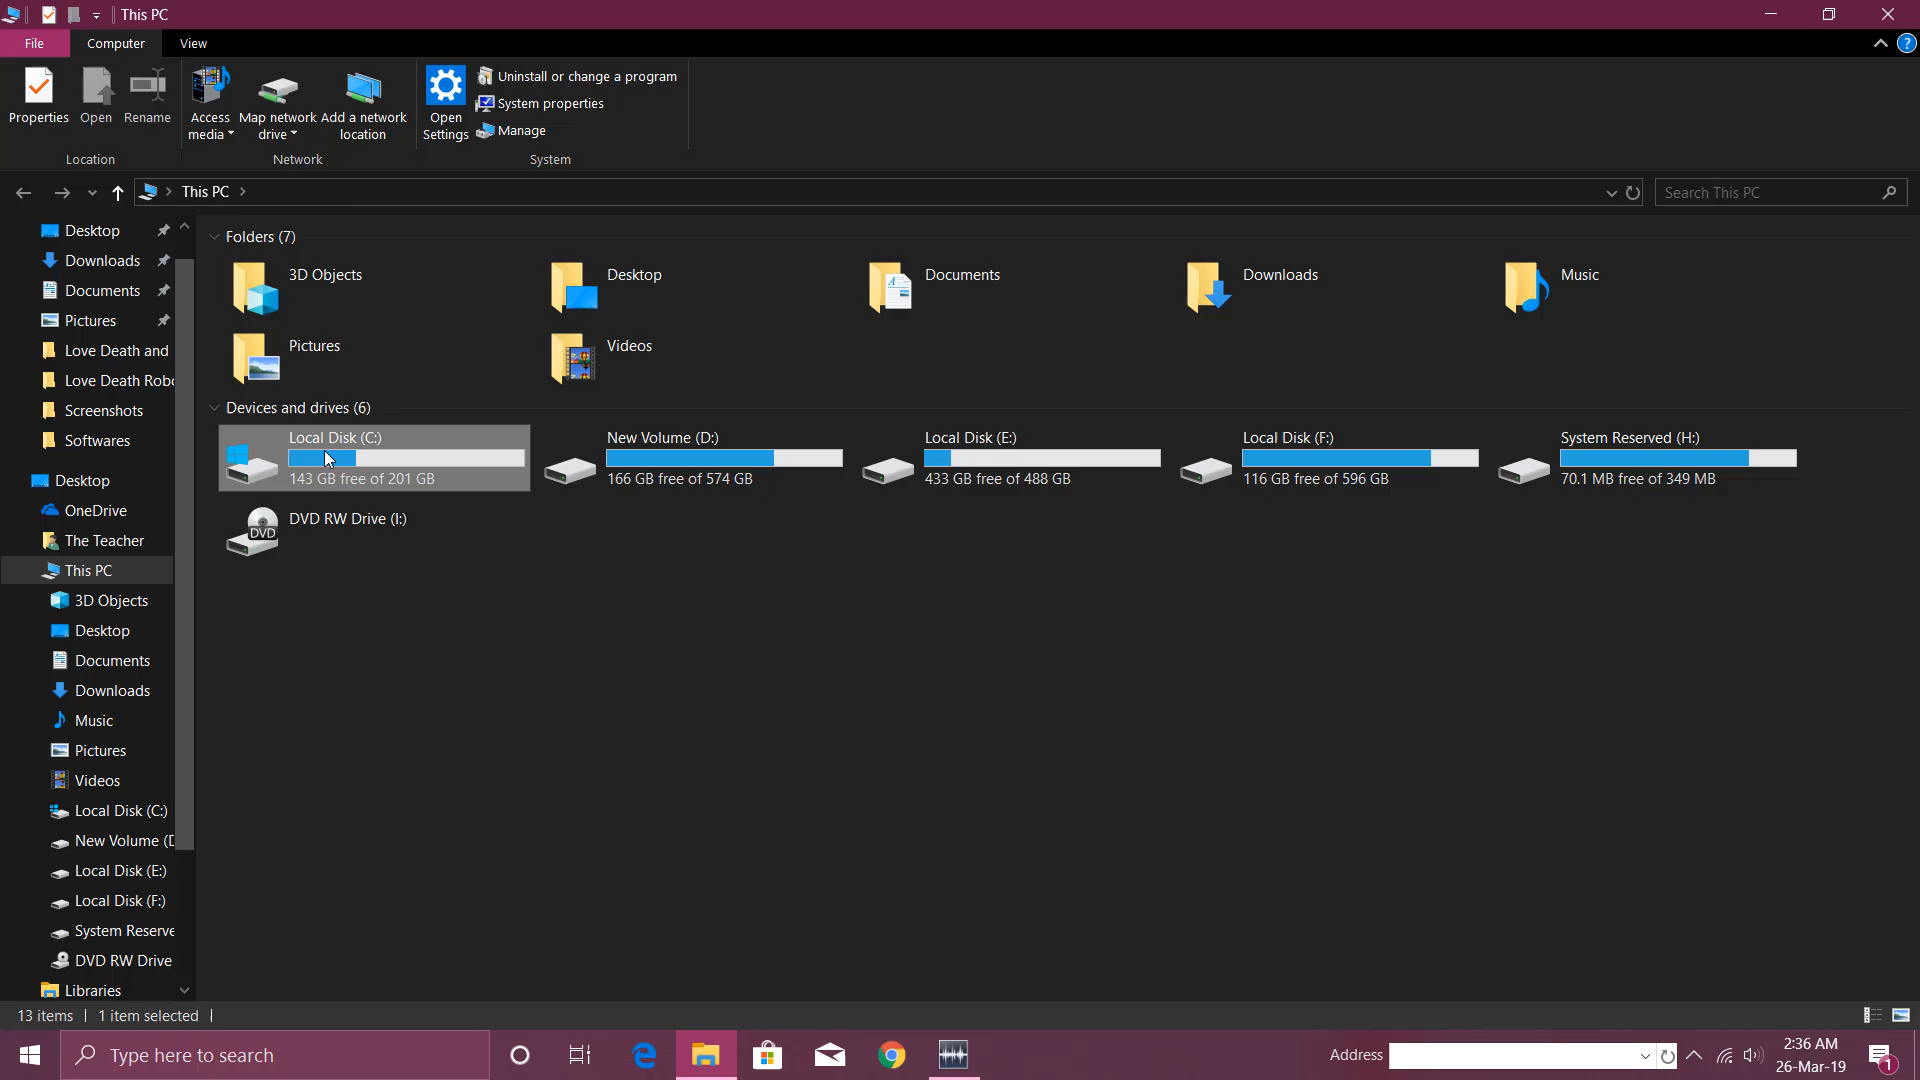 This PC
File
Computer
View
?
Properties
Open
Rename
Access media
Map network drive
Add a network location
Open Settings
Uninstall or change a program
System properties
Manage
Location
Network
System
This PC
Search This PC
Desktop
Downloads
Documents
Pictures
Love Death and
Love Death Robo
Screenshots
Softwares
Desktop
OneDrive
The Teacher
This PC
3D Objects
Desktop
Documents
Downloads
Music
Pictures
Videos
Local Disk (C:)
New Volume (D
Local Disk (E:)
Local Disk (F:)
System Reserve
DVD RW Drive
Libraries
Folders (7)
3D Objects
Desktop
Documents
Downloads
Music
Pictures
Videos
Devices and drives (6)
Local Disk (C:)
143 GB free of 201 GB
New Volume (D:)
166 GB free of 574 GB
Local Disk (E:)
433 GB free of 488 GB
Local Disk (F:)
116 GB free of 596 GB
System Reserved (H:)
70.1 MB free of 349 MB
DVD
DVD RW Drive (I:)
13 items
1 item selected
Type here to search
Address
2:36 AM
26-Mar-19
1